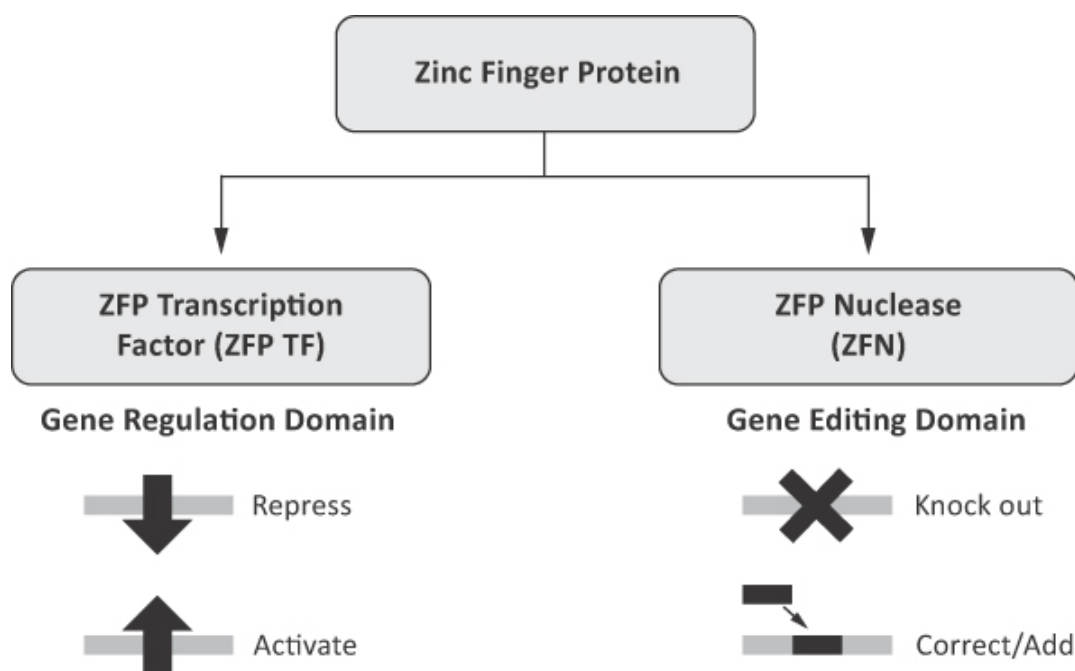 Zinc Finger Protein
ZFP Transcription
Factor (ZFP TF)
Gene Regulation Domain
Repress
Activate
ZFP Nuclease
(ZFN)
Gene Editing Domain
Knock out
Correct/Add